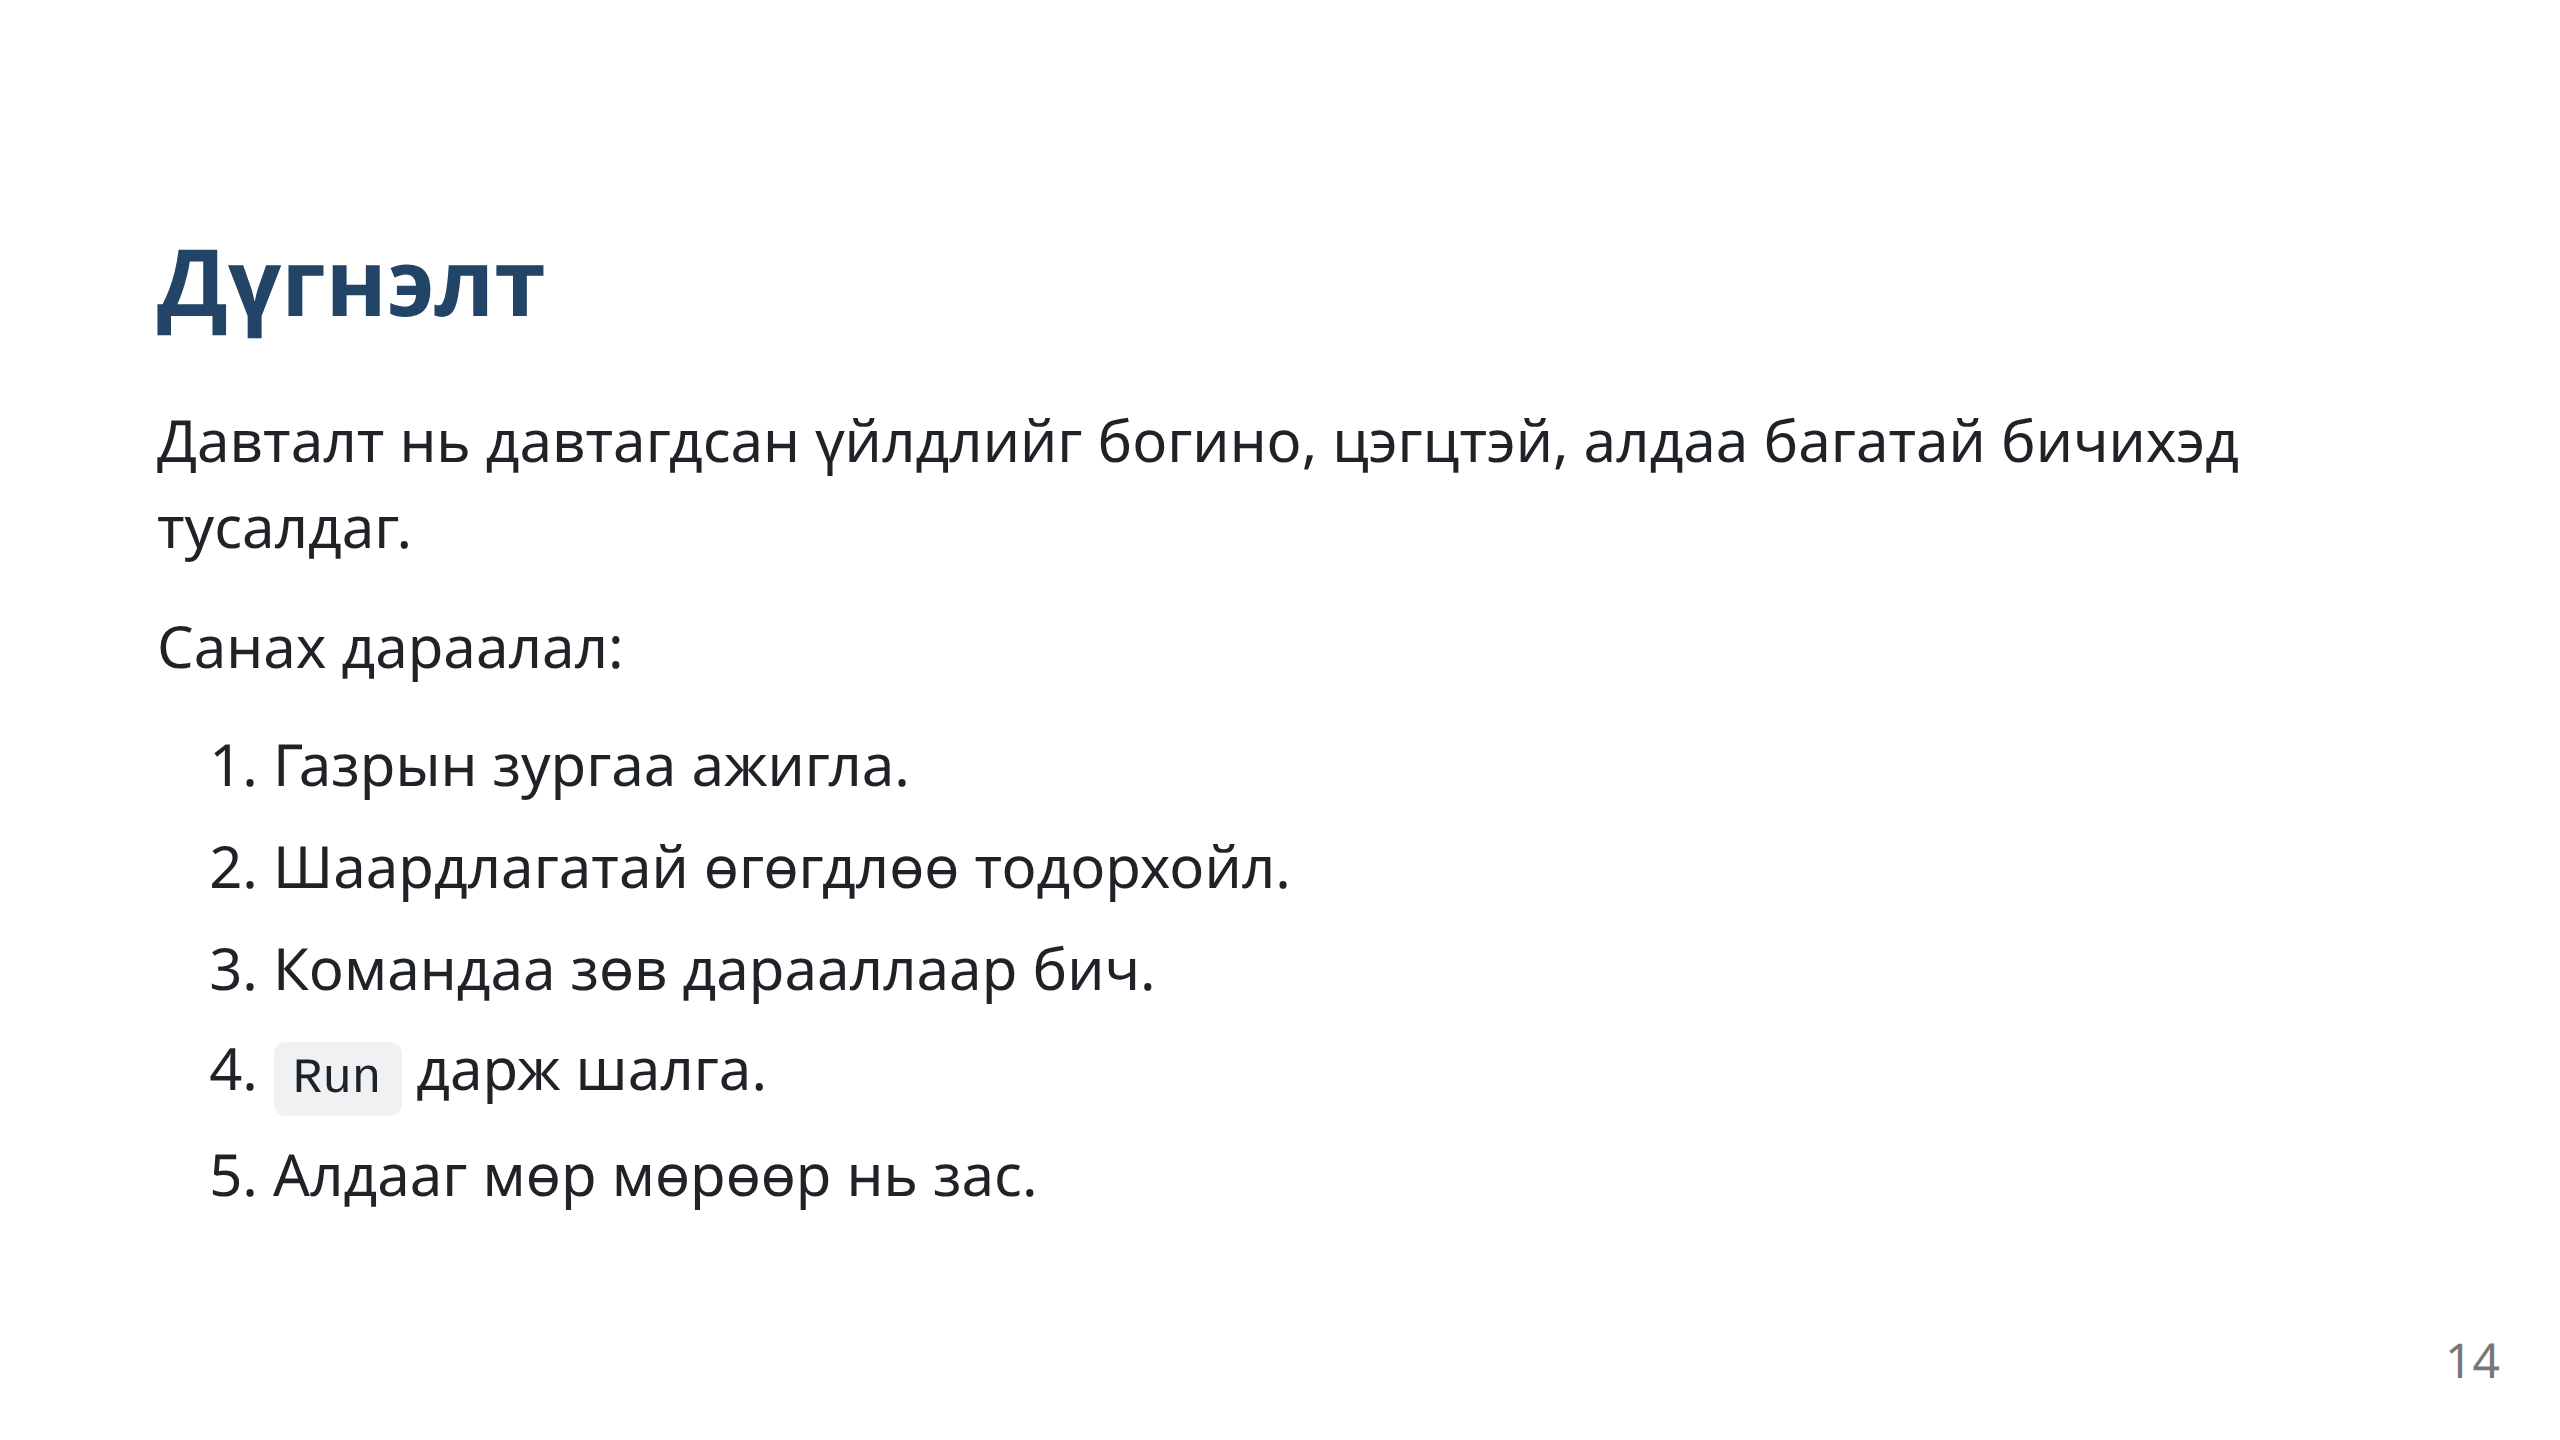 Дүгнэлт
Давталт нь давтагдсан үйлдлийг богино, цэгцтэй, алдаа багатай бичихэд
тусалдаг.
Санах дараалал:
1. Газрын зургаа ажигла.
2. Шаардлагатай өгөгдлөө тодорхойл.
3. Командаа зөв дарааллаар бич.
4. Run дарж шалга.
5. Алдааг мөр мөрөөр нь зас.
14